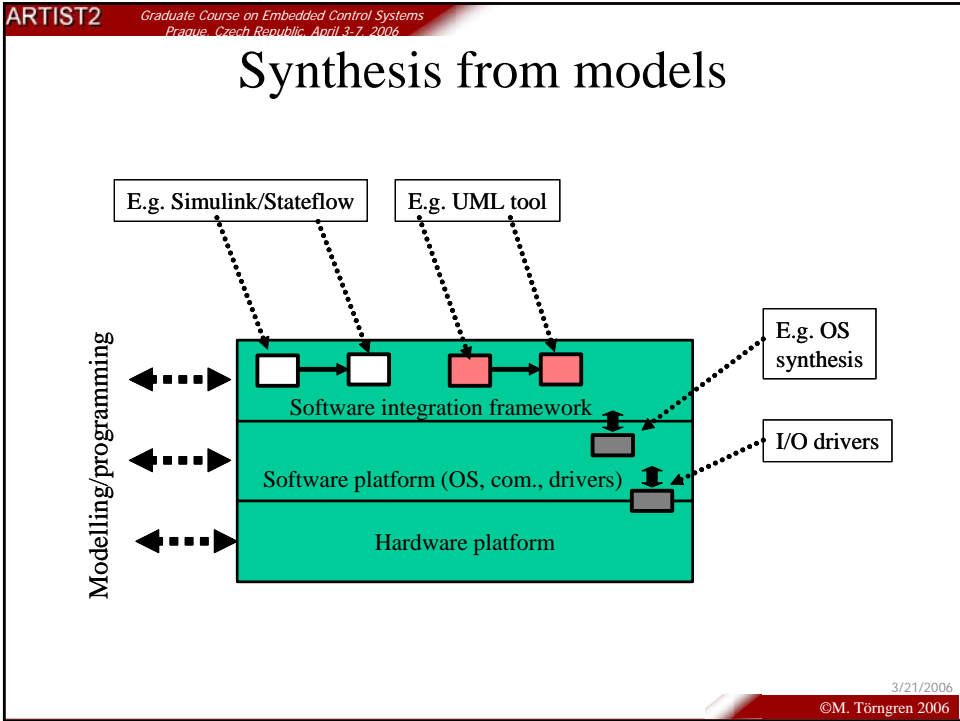 ARTIST2
Graduate Course on Embedded Control Systems
Prague, Czech Republic, April 3-7, 2006
Synthesis from models
E.g. Simulink/Stateflow
E.g. UML tool
E.g. OS
synthesis
I/O drivers
Modelling/programming
Software integration framework
Software platform (OS, com., drivers)
Hardware platform
3/21/2006
©M. Törngren 2006